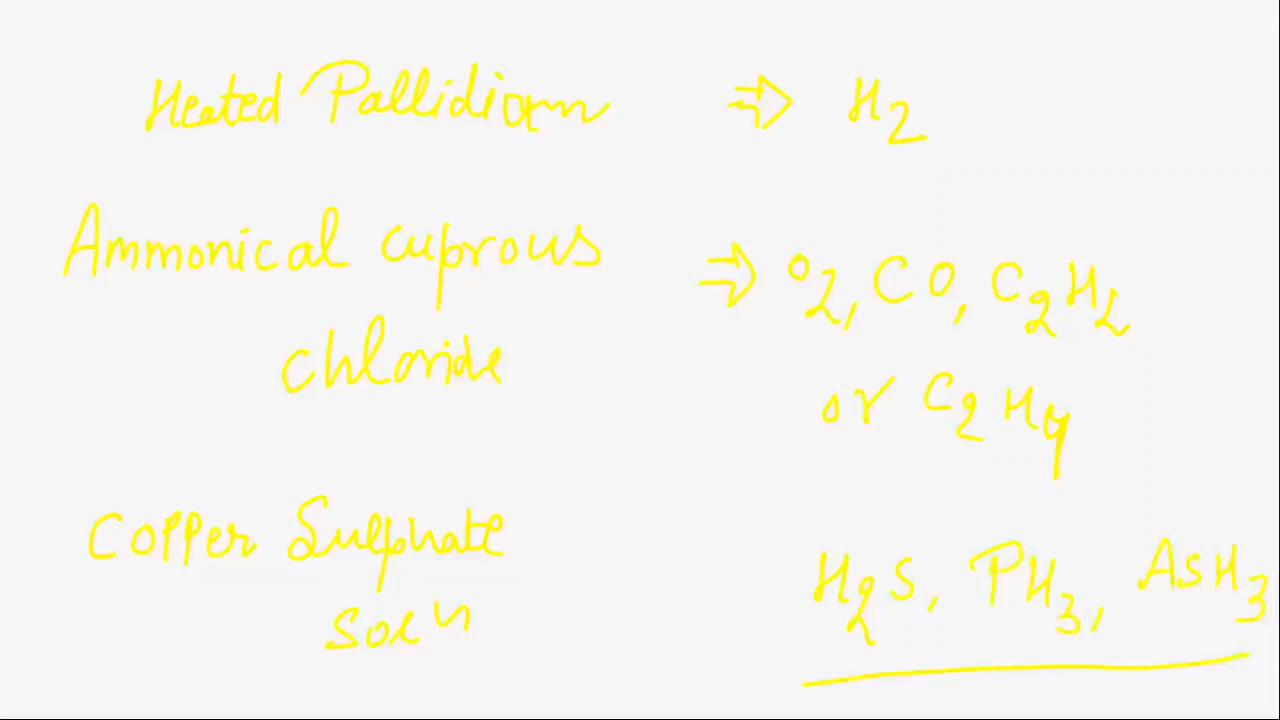 Heated Pallidium ⇒ H2
Ammonical cuprous ⇒ O2, CO, C2H2
chloride or C2H4
Copper Sulphate H2S, PH3, AsH3
Solⁿ